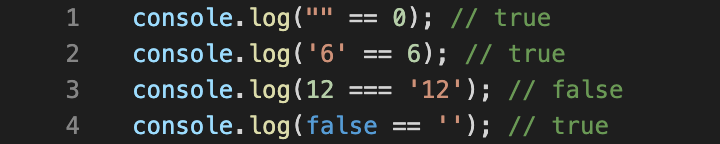 1 console.log("" == 0); // true
2 console.log('6' == 6); // true
3 console.log(12 === '12'); // false
4 console.log(false == ''); // true